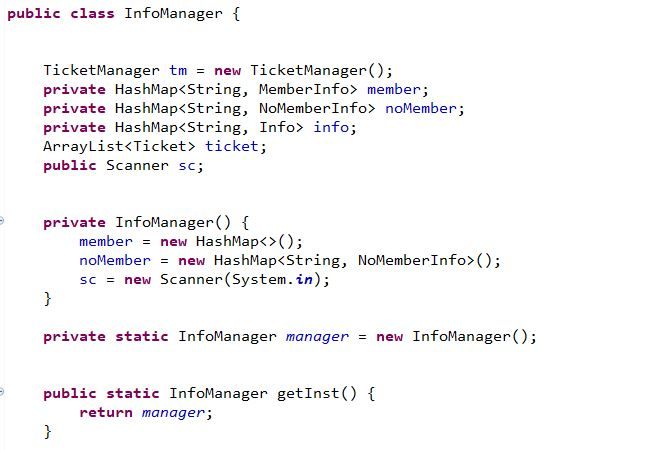 public class InfoManager {
TicketManager tm = new TicketManager();
private HashMap<String, MemberInfo> member;
private HashMap<String, NoMemberInfo> noMember;
private HashMap<String, Info> info;
ArrayList<Ticket> ticket;
public Scanner sc;
private InfoManager() {
member = new HashMap<>();
noMember = new HashMap<String, NoMemberInfo>();
sc = new Scanner(System.in);
}
private static InfoManager manager = new InfoManager();
public static InfoManager getInst() {
return manager;
}